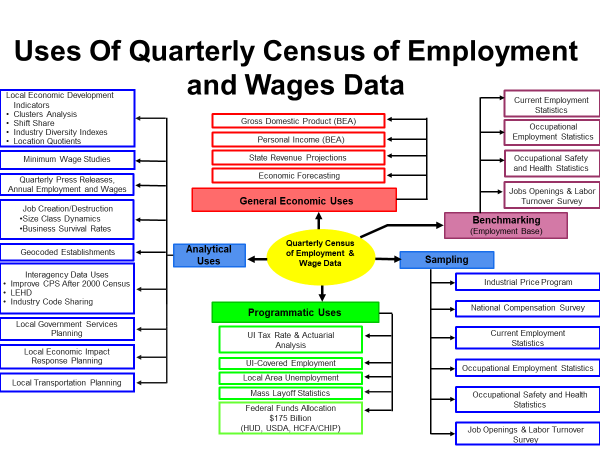 Uses Of Quarterly Census of Employment
and Wages Data
Local Economic Development
Indicators
• Clusters Analysis
• Shift Share
• Industry Diversity Indexes
• Location Quotients
Minimum Wage Studies
Quarterly Press Releases,
Annual Employment and Wages
Job Creation/Destruction
•Size Class Dynamics
•Business Survival Rates
Geocoded Establishments
Interagency Data Uses
• Improve CPS After 2000 Census
• LEHD
• Industry Code Sharing
Local Government Services
Planning
Local Economic Impact
Response Planning
Local Transportation Planning
Analytical
Uses
Gross Domestic Product (BEA)
Personal Income (BEA)
State Revenue Projections
Economic Forecasting
General Economic Uses
Quarterly Census
of Employment &
Wage Data
Programmatic Uses
UI Tax Rate & Actuarial
Analysis
UI-Covered Employment
Local Area Unemployment
Mass Layoff Statistics
Federal Funds Allocation
$175 Billion
(HUD, USDA, HCFA/CHIP)
Current Employment
Statistics
Occupational
Employment Statistics
Occupational Safety
and Health Statistics
Jobs Openings & Labor
Turnover Survey
Benchmarking
(Employment Base)
Sampling
Industrial Price Program
National Compensation Survey
Current Employment
Statistics
Occupational Employment Statistics
Occupational Safety and Health
Statistics
Job Openings & Labor Turnover
Survey